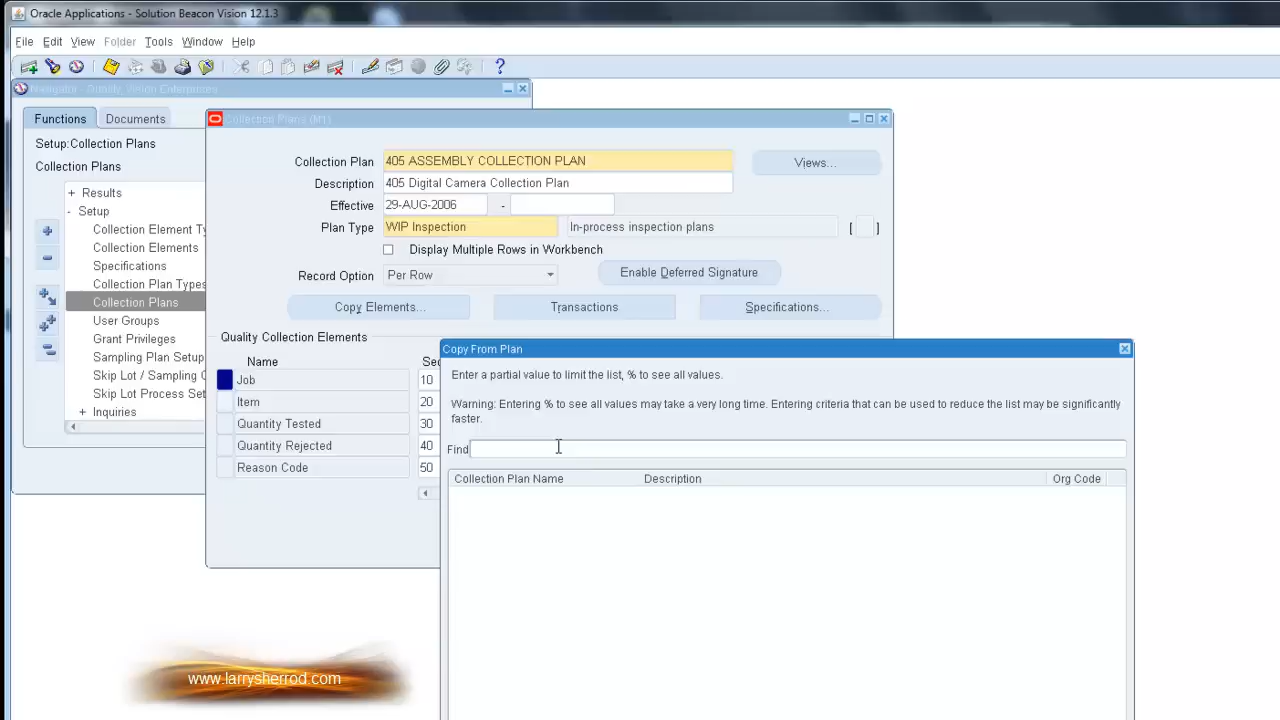 Oracle Applications - Solution Beacon Vision 12.1.3
File Edit View Folder Tools Window Help
Navigator - Directly, Vision Enterprises
Functions Documents
Setup:Collection Plans
Collection Plans
+ Results
- Setup
Collection Element Ty
Collection Elements
Specifications
Collection Plan Types
Collection Plans
User Groups
Grant Privileges
Sampling Plan Setup
Skip Lot / Sampling C
Skip Lot Process Set
+ Inquiries
Collection Plans (M1)
Collection Plan 405 ASSEMBLY COLLECTION PLAN Views...
Description 405 Digital Camera Collection Plan
Effective 29-AUG-2006 -
Plan Type WIP Inspection In-process inspection plans [ ]
Display Multiple Rows in Workbench
Record Option Per Row Enable Deferred Signature
Copy Elements... Transactions Specifications...
Quality Collection Elements
Name Sec
Job 10
Item 20
Quantity Tested 30
Quantity Rejected 40
Reason Code 50
Copy From Plan
Enter a partial value to limit the list, % to see all values.
Warning: Entering % to see all values may take a very long time. Entering criteria that can be used to reduce the list may be significantly
faster.
Find
Collection Plan Name Description Org Code
www.larrysherrod.com